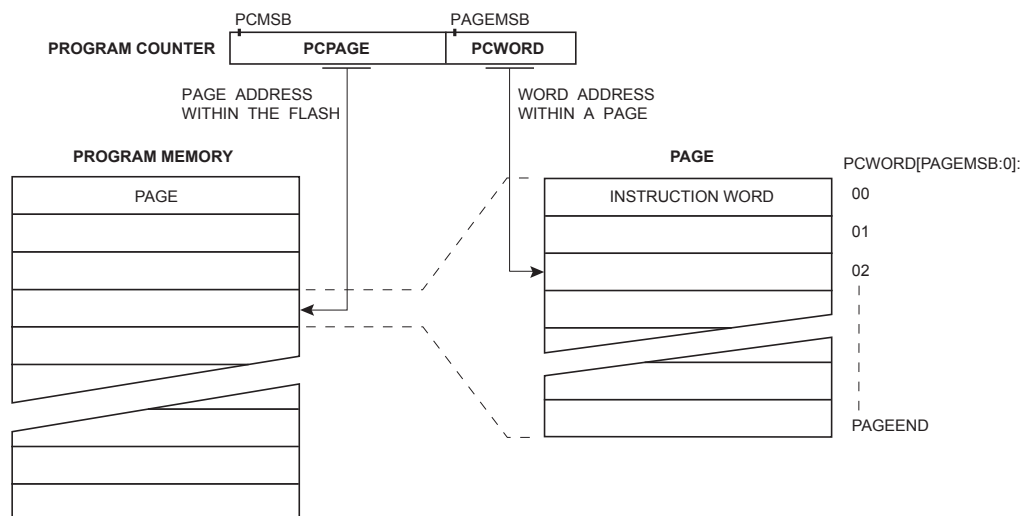 PCMSB
PAGEMSB
PROGRAM COUNTER
PCPAGE
PCWORD
PAGE ADDRESS
WITHIN THE FLASH
WORD ADDRESS
WITHIN A PAGE
PROGRAM MEMORY
PAGE
PCWORD[PAGEMSB:0]:
PAGE
INSTRUCTION WORD
00
01
02
PAGEEND